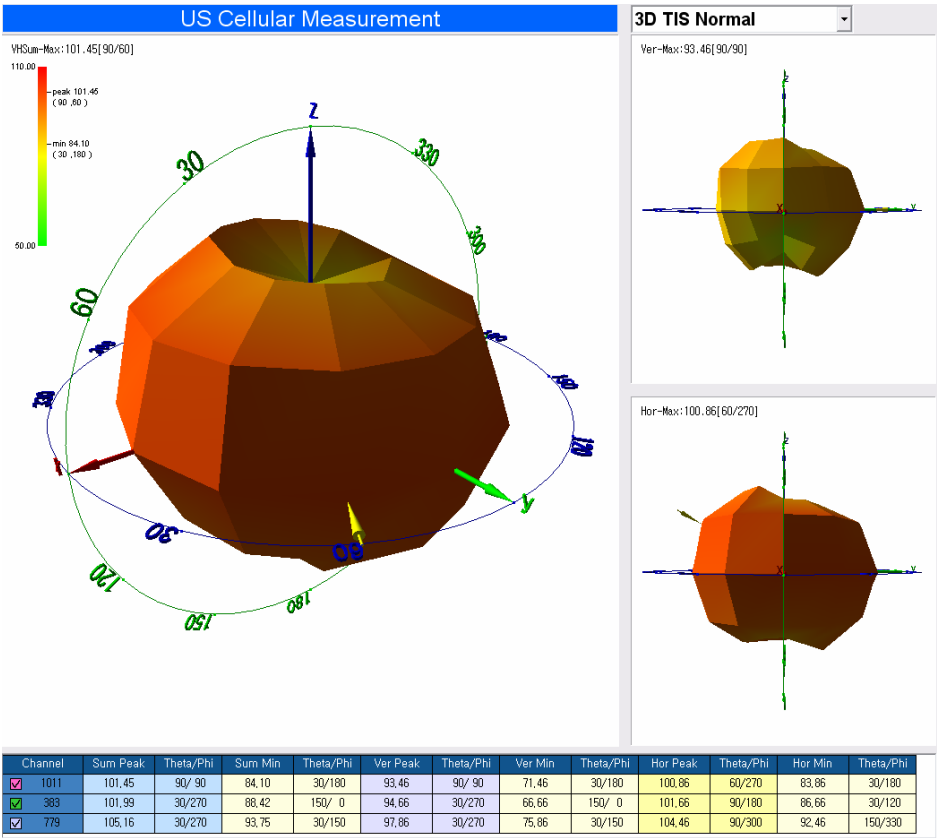 US Cellular Measurement
3D TIS Normal
VHSum-Max:101.45[90/60]
110.00
peak 101.45
( 90 ,60 )
min 84.10
( 30 ,180 )
50.00
Z
30
330
300
60
30
60
120
120
150
180
Y
Ver-Max:93.46[90/90]
Z
X
Y
Hor-Max:100.86[60/270]
Z
X
Y
Channel Sum Peak Theta/Phi Sum Min Theta/Phi Ver Peak Theta/Phi Ver Min Theta/Phi Hor Peak Theta/Phi Hor Min Theta/Phi
1011 101,45 90/ 90 84,10 30/180 93,46 90/ 90 71,46 30/180 100,86 60/270 83,86 30/180
383 101,99 30/270 88,42 150/ 0 94,66 30/270 66,66 150/ 0 101,66 90/180 86,66 30/120
779 105,16 30/270 93,75 30/150 97,86 30/270 75,86 30/150 104,46 90/300 92,46 150/330